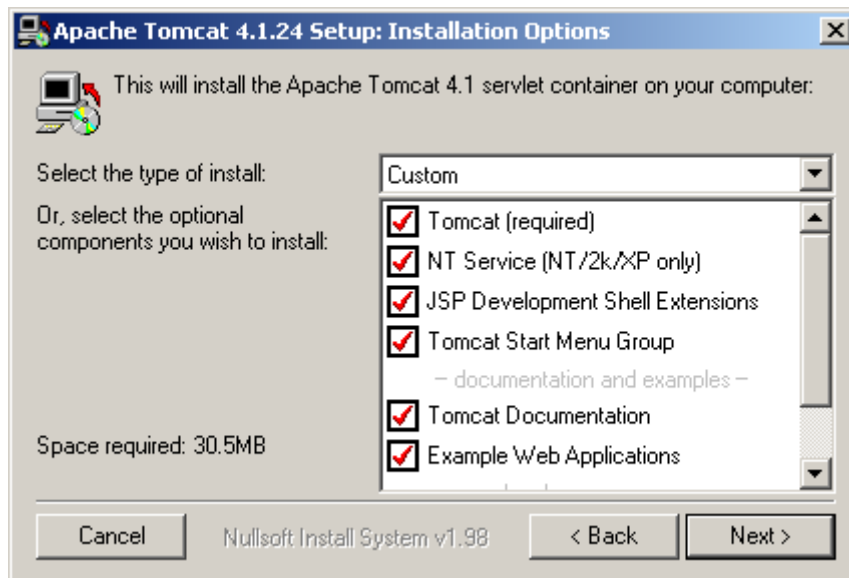 Apache Tomcat 4.1.24 Setup: Installation Options
This will install the Apache Tomcat 4.1 servlet container on your computer:
Select the type of install:
Custom
Or, select the optional
components you wish to install:
Tomcat (required)
NT Service (NT/2k/XP only)
JSP Development Shell Extensions
Tomcat Start Menu Group
– documentation and examples –
Tomcat Documentation
Example Web Applications
Space required: 30.5MB
Cancel
Nullsoft Install System v1.98
< Back
Next >